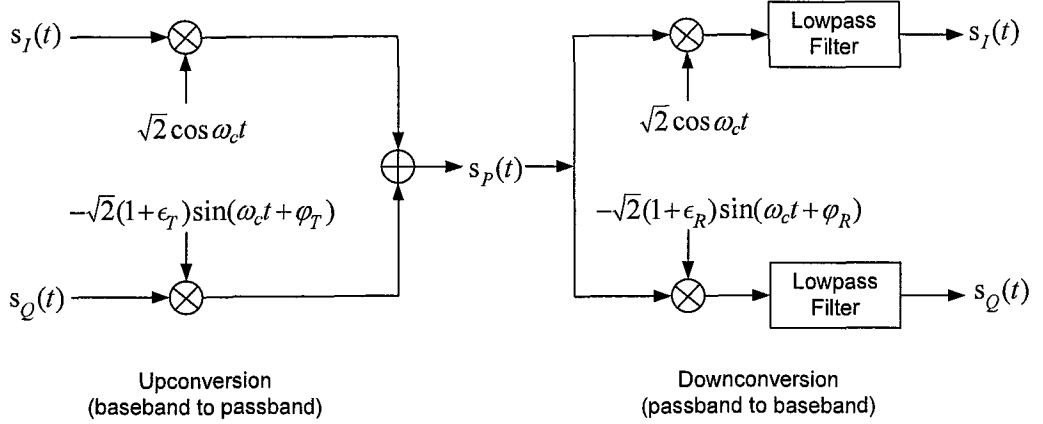 s_I(t)
√2 cos ω_c t
−√2(1+ϵ_T)sin(ω_c t+φ_T)
s_Q(t)
s_P(t)
Lowpass
Filter
s_I(t)
√2 cos ω_c t
−√2(1+ϵ_R)sin(ω_c t+φ_R)
Lowpass
Filter
s_Q(t)
Upconversion
(baseband to passband)
Downconversion
(passband to baseband)